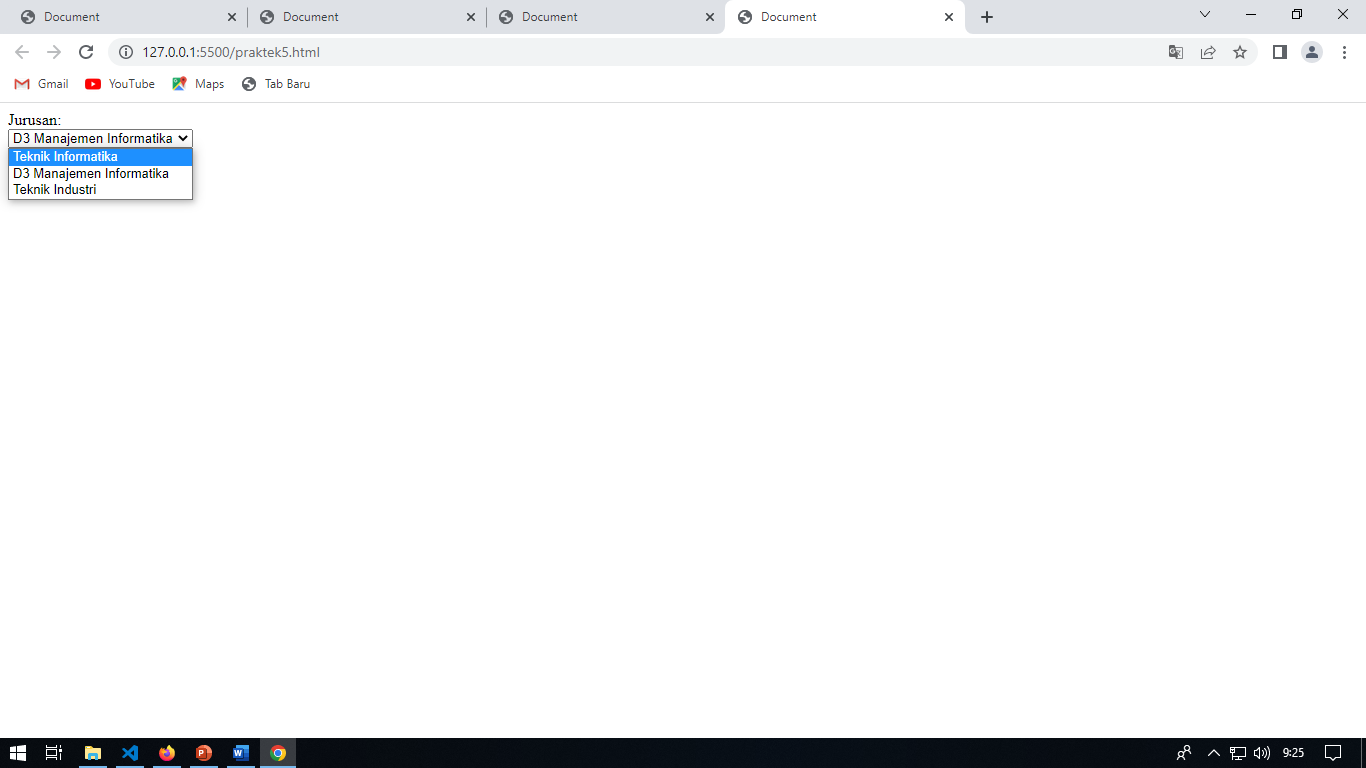 Document Document Document Document
127.0.0.1:5500/praktek5.html
Gmail YouTube Maps Tab Baru
Jurusan:
D3 Manajemen Informatika
Teknik Informatika
D3 Manajemen Informatika
Teknik Industri
9:25